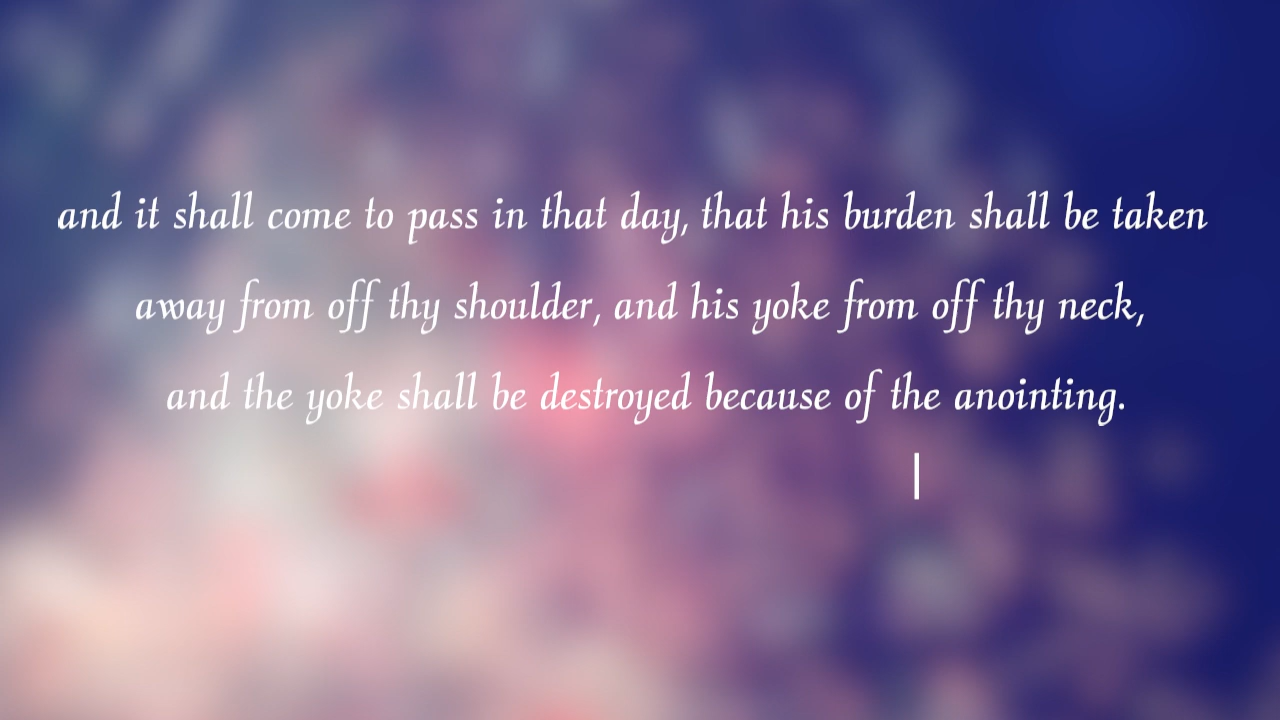 and it shall come to pass in that day, that his burden shall be taken
away from off thy shoulder, and his yoke from off thy neck,
and the yoke shall be destroyed because of the anointing.